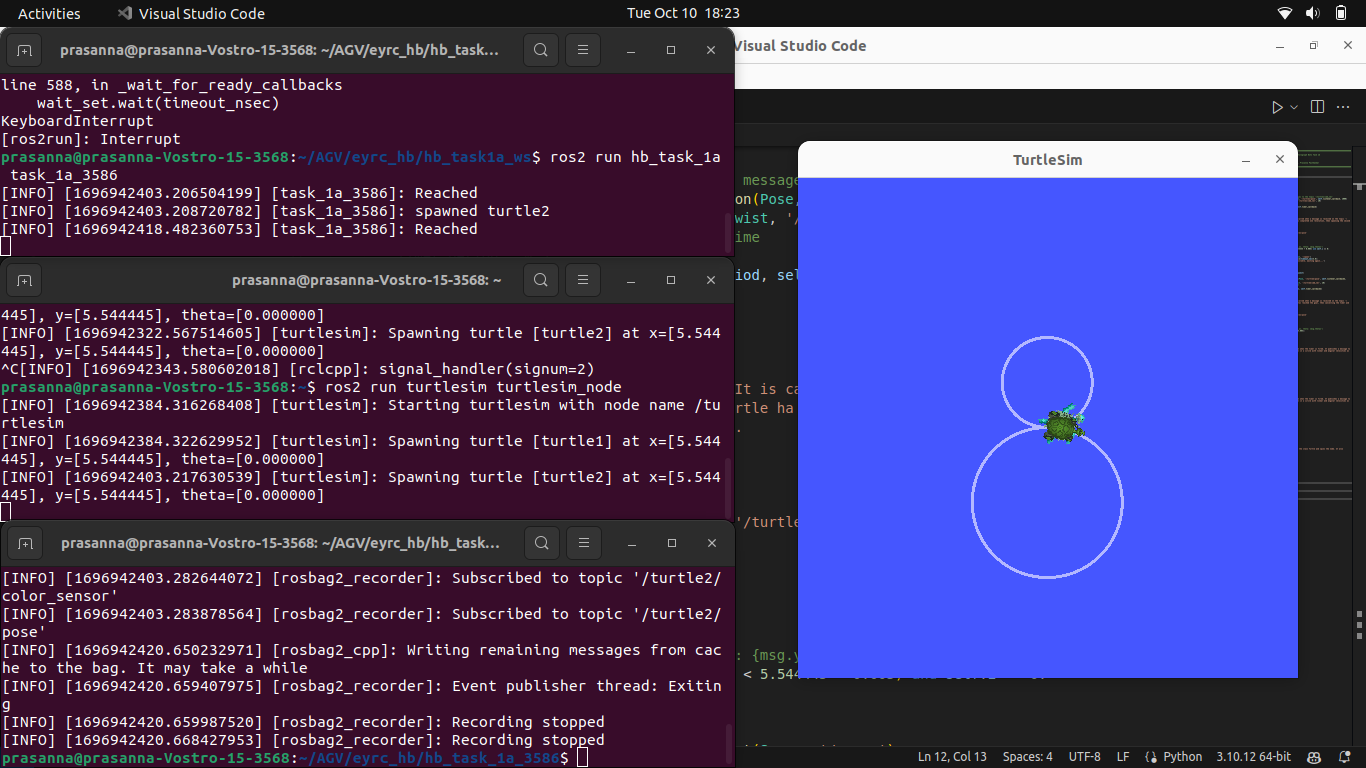 Activities Visual Studio Code Tue Oct 10 18:23
prasanna@prasanna-Vostro-15-3568: ~/AGV/eyrc_hb/hb_task...
line 588, in _wait_for_ready_callbacks
wait_set.wait(timeout_nsec)
KeyboardInterrupt
[ros2run]: Interrupt
prasanna@prasanna-Vostro-15-3568:~/AGV/eyrc_hb/hb_task1a_ws$ ros2 run hb_task_1a
task_1a_3586
[INFO] [1696942403.206504199] [task_1a_3586]: Reached
[INFO] [1696942403.208720782] [task_1a_3586]: spawned turtle2
[INFO] [1696942418.482360753] [task_1a_3586]: Reached
prasanna@prasanna-Vostro-15-3568: ~
445], y=[5.544445], theta=[0.000000]
[INFO] [1696942322.567514605] [turtlesim]: Spawning turtle [turtle2] at x=[5.544
445], y=[5.544445], theta=[0.000000]
^C[INFO] [1696942343.580602018] [rclcpp]: signal_handler(signum=2)
prasanna@prasanna-Vostro-15-3568:~$ ros2 run turtlesim turtlesim_node
[INFO] [1696942384.316268408] [turtlesim]: Starting turtlesim with node name /tu
rtlesim
[INFO] [1696942384.322629952] [turtlesim]: Spawning turtle [turtle1] at x=[5.544
445], y=[5.544445], theta=[0.000000]
[INFO] [1696942403.217630539] [turtlesim]: Spawning turtle [turtle2] at x=[5.544
445], y=[5.544445], theta=[0.000000]
prasanna@prasanna-Vostro-15-3568: ~/AGV/eyrc_hb/hb_task...
[INFO] [1696942403.282644072] [rosbag2_recorder]: Subscribed to topic '/turtle2/
color_sensor'
[INFO] [1696942403.283878564] [rosbag2_recorder]: Subscribed to topic '/turtle2/
pose'
[INFO] [1696942420.650232971] [rosbag2_cpp]: Writing remaining messages from cac
he to the bag. It may take a while
[INFO] [1696942420.659407975] [rosbag2_recorder]: Event publisher thread: Exitin
g
[INFO] [1696942420.659987520] [rosbag2_recorder]: Recording stopped
[INFO] [1696942420.668427953] [rosbag2_recorder]: Recording stopped
prasanna@prasanna-Vostro-15-3568:~/AGV/eyrc_hb/hb_task_1a_3586$
Visual Studio Code
message
on(Pose,
wist, '/
ime
iod, sel
It is ca
rtle ha
.
'/turtle
: {msg.y
< 5.544
TurtleSim
Ln 12, Col 13 Spaces: 4 UTF-8 LF Python 3.10.12 64-bit